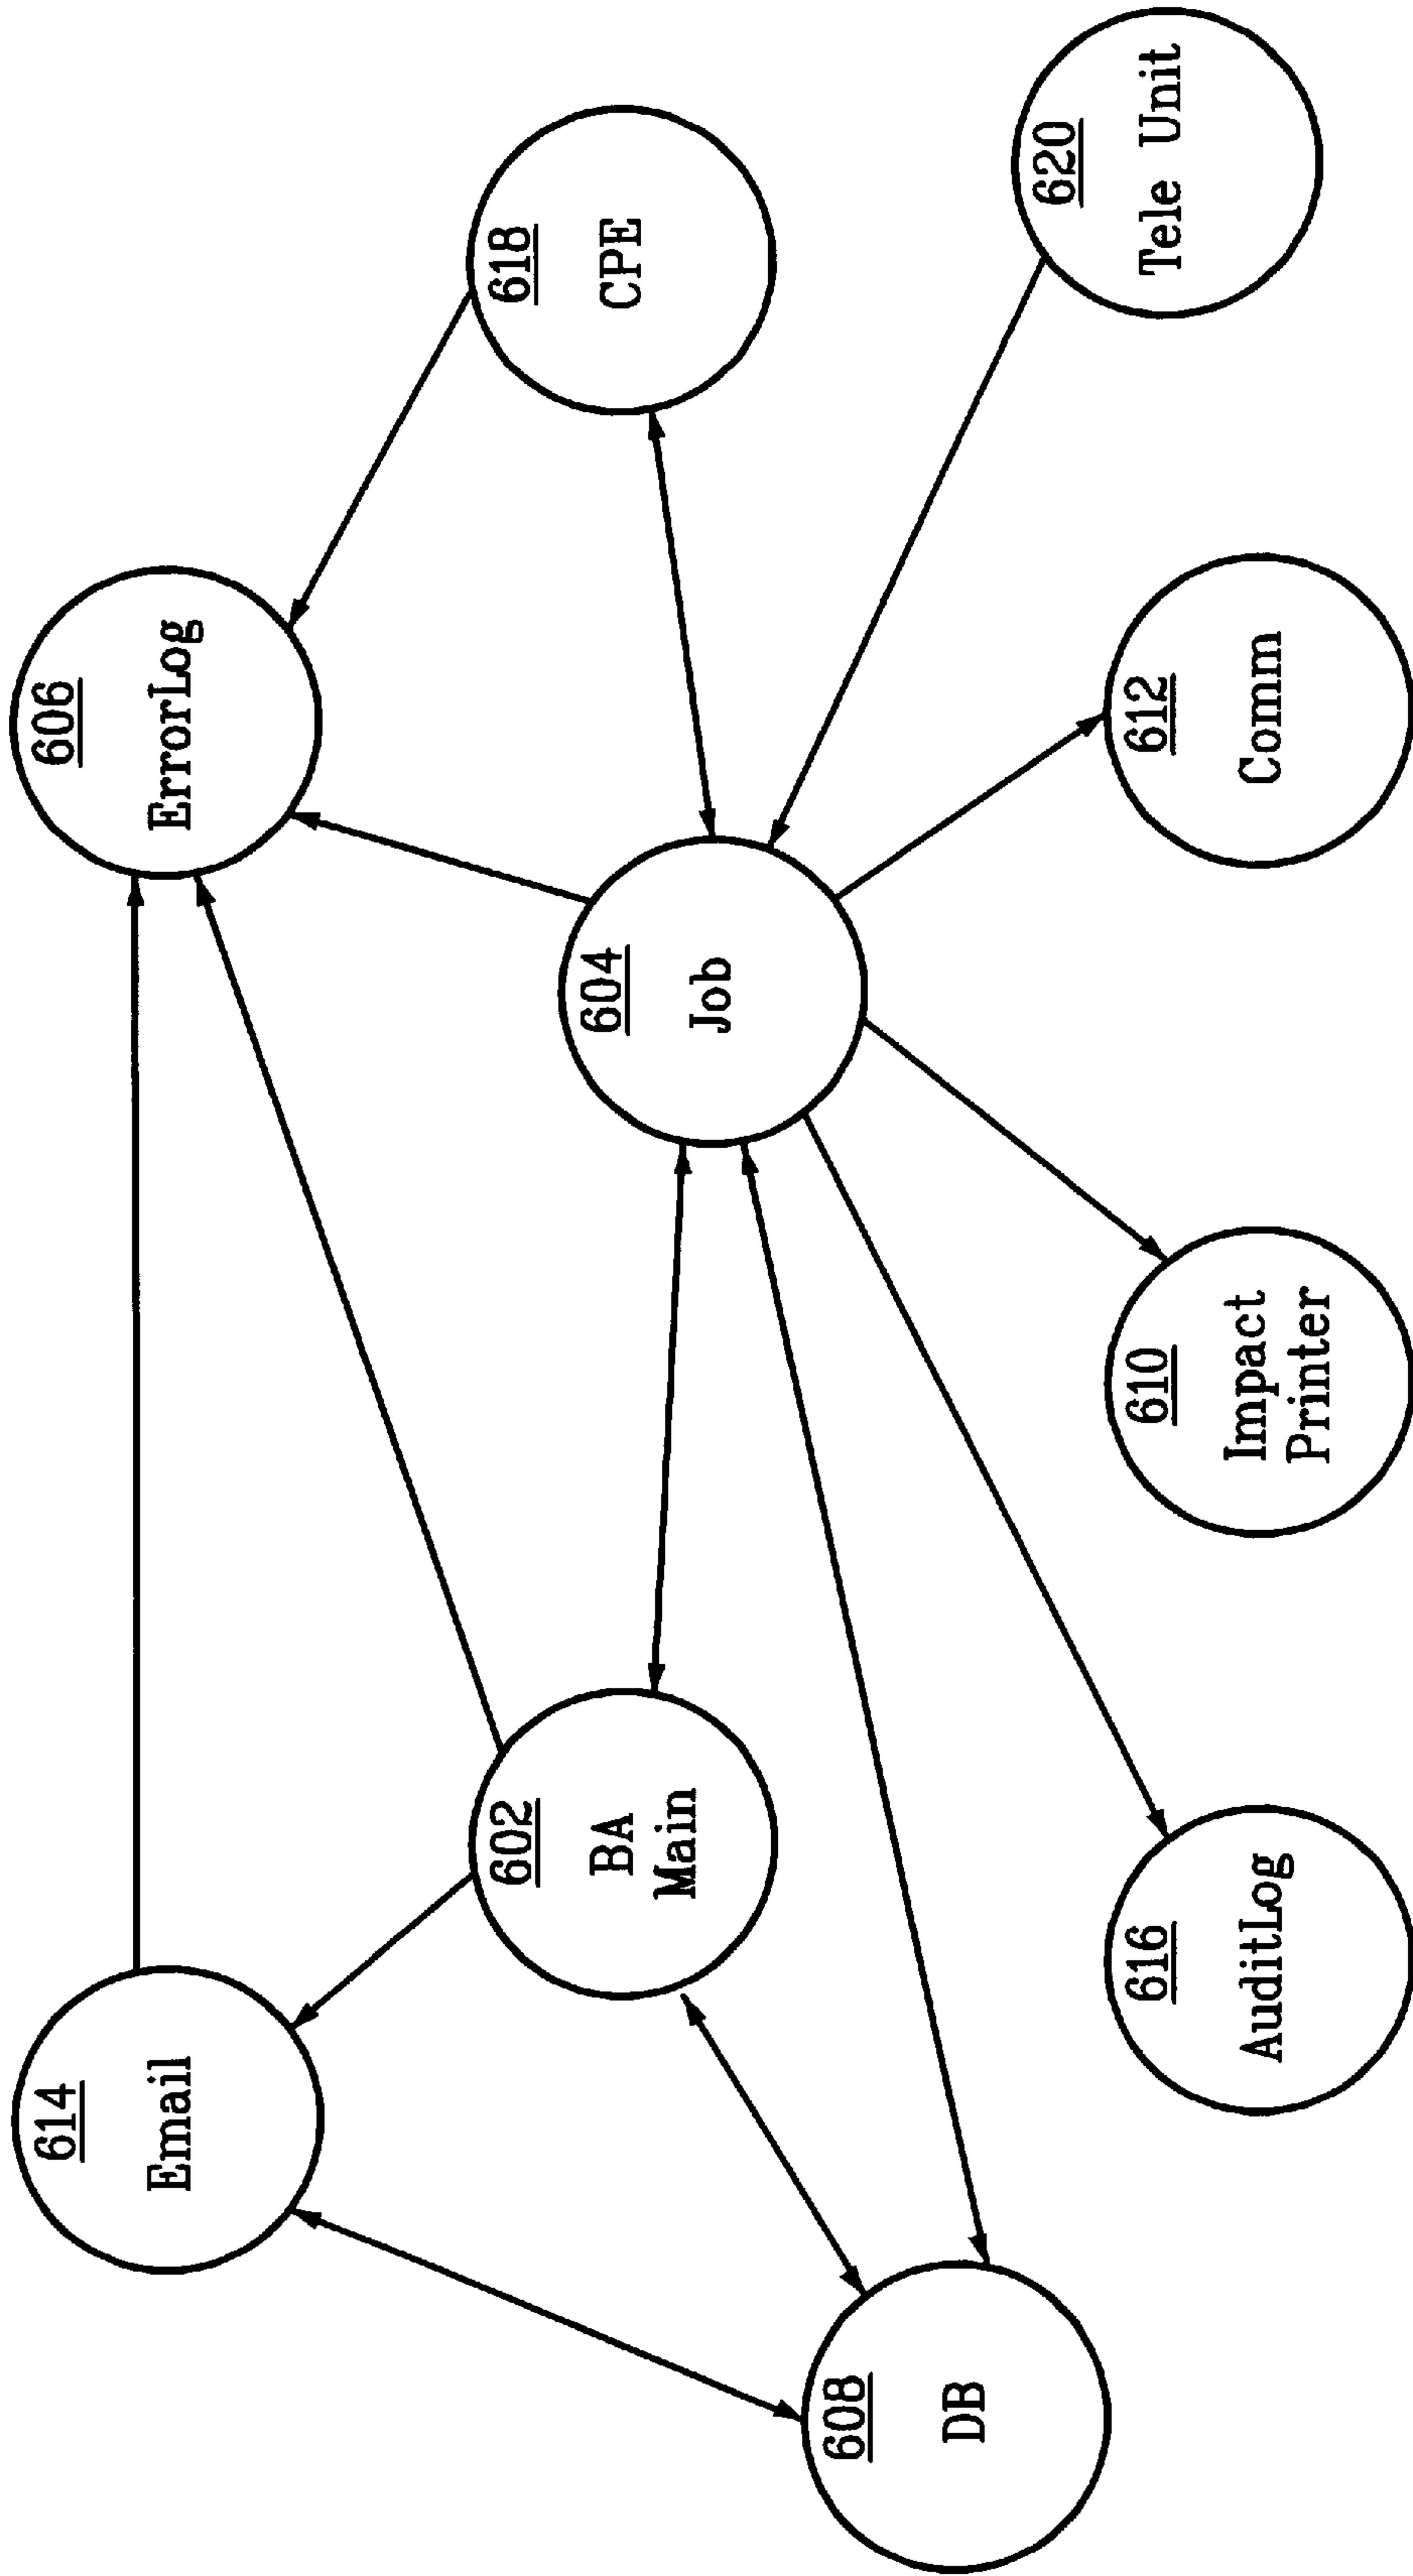 614
Email
606
ErrorLog
602
BA
Main
618
CPE
604
Job
608
DB
620
Tele Unit
616
AuditLog
610
Impact
Printer
612
Comm